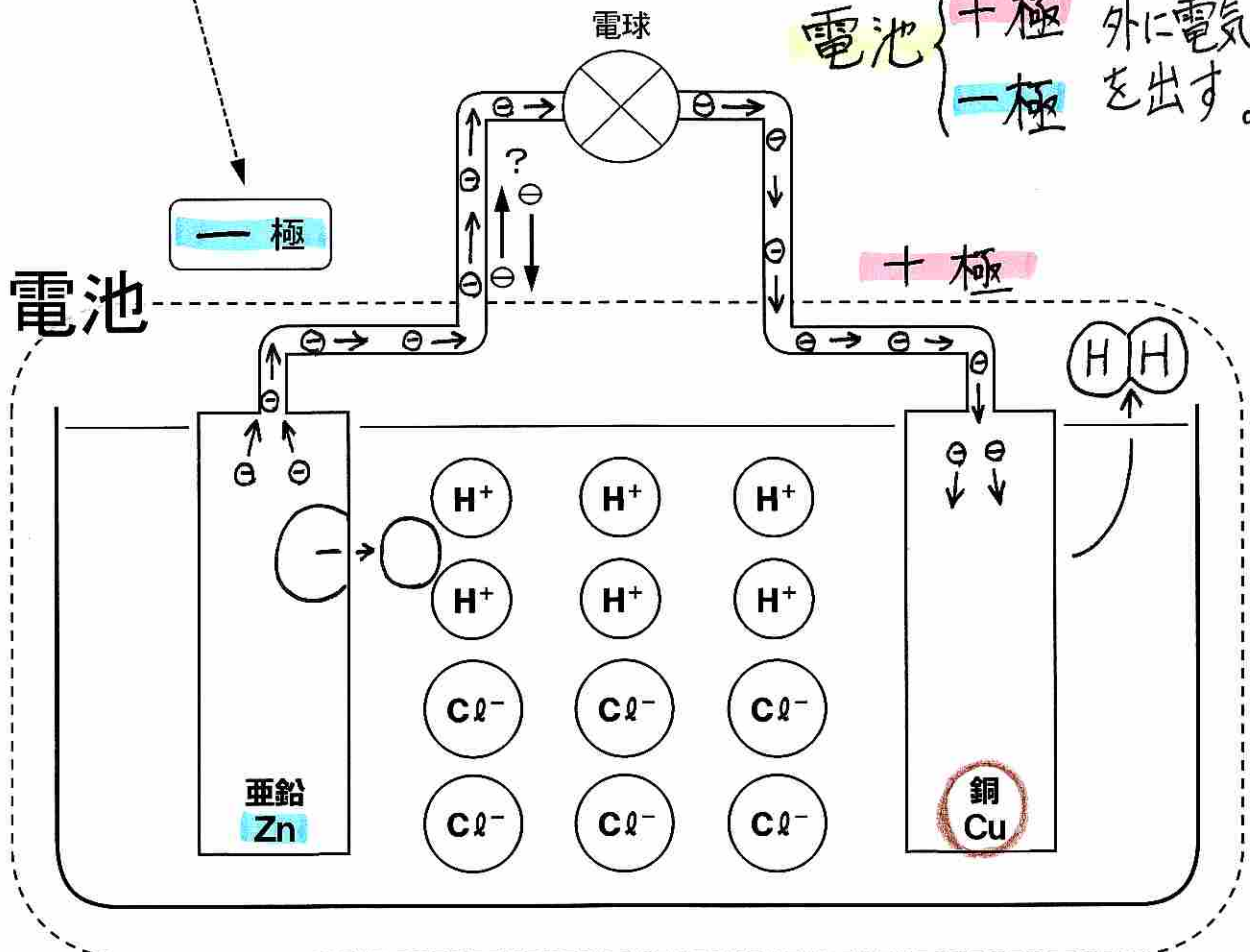 電球
電池
十極
一極
外に電気
を出す。
?
一 極
十 極
電池
H H
H⁺ H⁺ H⁺
H⁺ H⁺ H⁺
Cℓ⁻ Cℓ⁻ Cℓ⁻
Cℓ⁻ Cℓ⁻ Cℓ⁻
亜鉛
Zn
銅
Cu